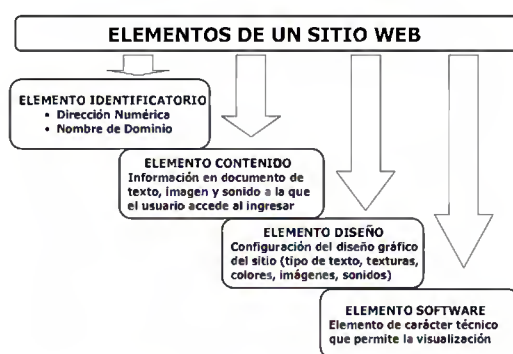 ELEMENTOS DE UN SITIO WEB
ELEMENTO IDENTIFICATORIO
• Dirección Numérica
• Nombre de Dominio
ELEMENTO CONTENIDO
Información en documento de
texto, imagen y sonido a la que
el usuario accede al ingresar
ELEMENTO DISEÑO
Configuración del diseño gráfico
del sitio (tipo de texto, texturas,
colores, imágenes, sonidos)
ELEMENTO SOFTWARE
Elemento de carácter técnico
que permite la visualización